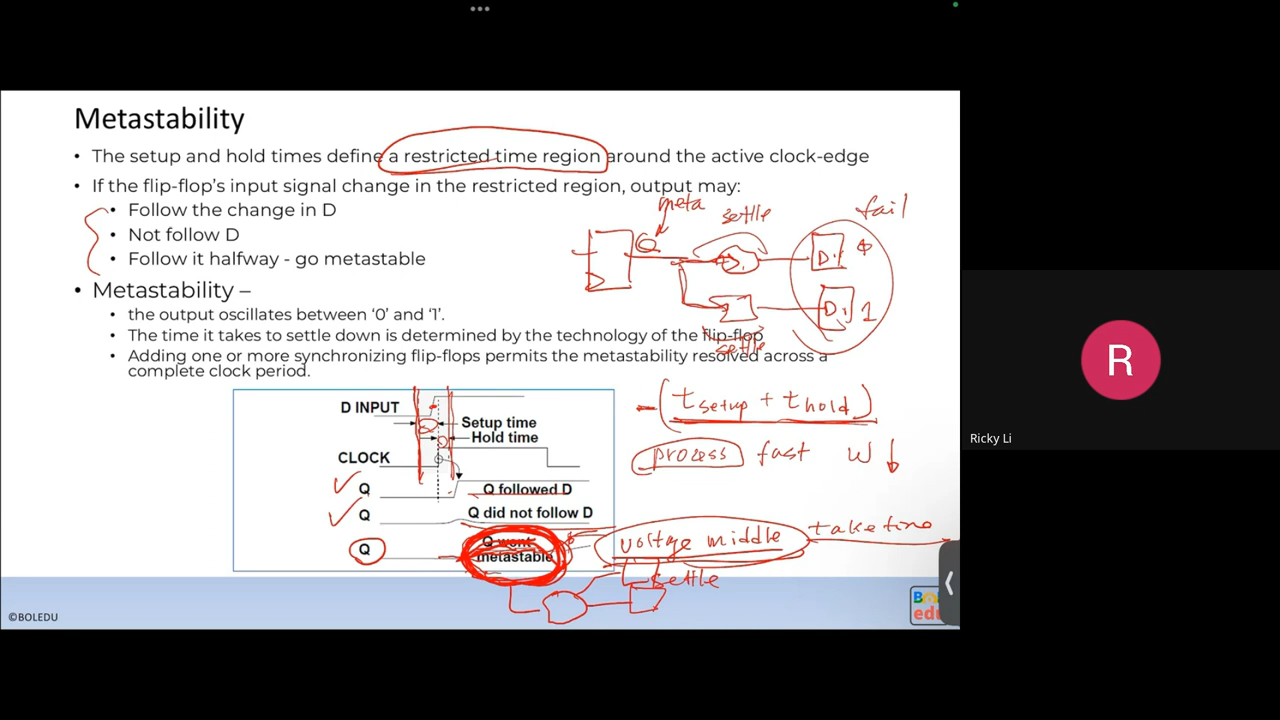 Metastability
• The setup and hold times define a restricted time region around the active clock-edge
• If the flip-flop's input signal change in the restricted region, output may:
• Follow the change in D
• Not follow D
• Follow it halfway - go metastable
meta
settle
fail
Q
D1
D1
1
settle
• Metastability –
• the output oscillates between '0' and '1'.
• The time it takes to settle down is determined by the technology of the flip-flop
• Adding one or more synchronizing flip-flops permits the metastability resolved across a
complete clock period.
D INPUT
Setup time
Hold time
CLOCK
Q
Q followed D
Q
Q did not follow D
Q
Q went
metastable
- (tsetup + thold)
process fast W ↓
voltage middle
take time
settle
©BOLEDU
edu
R
Ricky Li